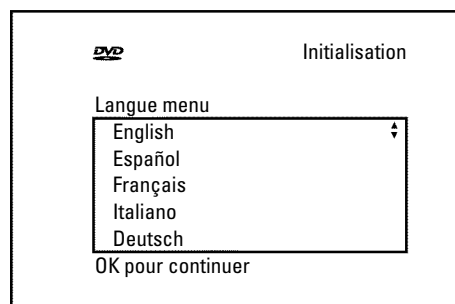 DVD Initialisation
Langue menu
English
Español
Français
Italiano
Deutsch
OK pour continuer